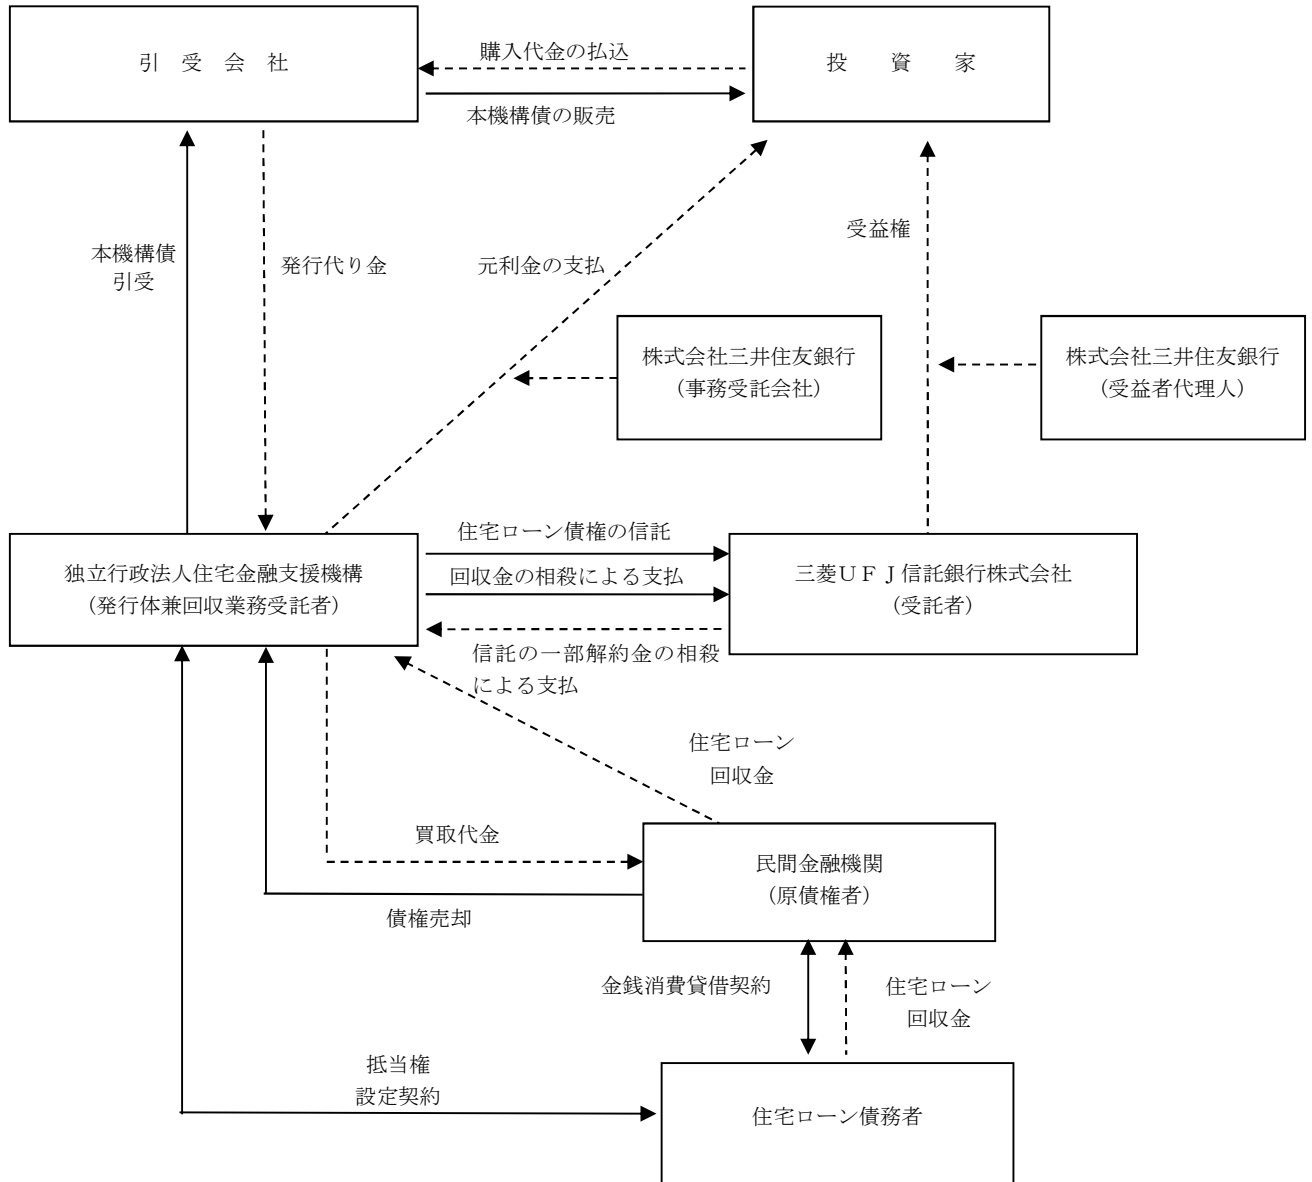 引受会社
購入代金の払込
投資家
本機構債の販売
本機構債
引受
発行代り金
元利金の支払
受益権
株式会社三井住友銀行
（事務受託会社）
株式会社三井住友銀行
（受益者代理人）
独立行政法人住宅金融支援機構
（発行体兼回収業務受託者）
住宅ローン債権の信託
回収金の相殺による支払
三菱ＵＦＪ信託銀行株式会社
（受託者）
信託の一部解約金の相殺
による支払
住宅ローン
回収金
買取代金
民間金融機関
（原債権者）
債権売却
金銭消費貸借契約
住宅ローン
回収金
抵当権
設定契約
住宅ローン債務者